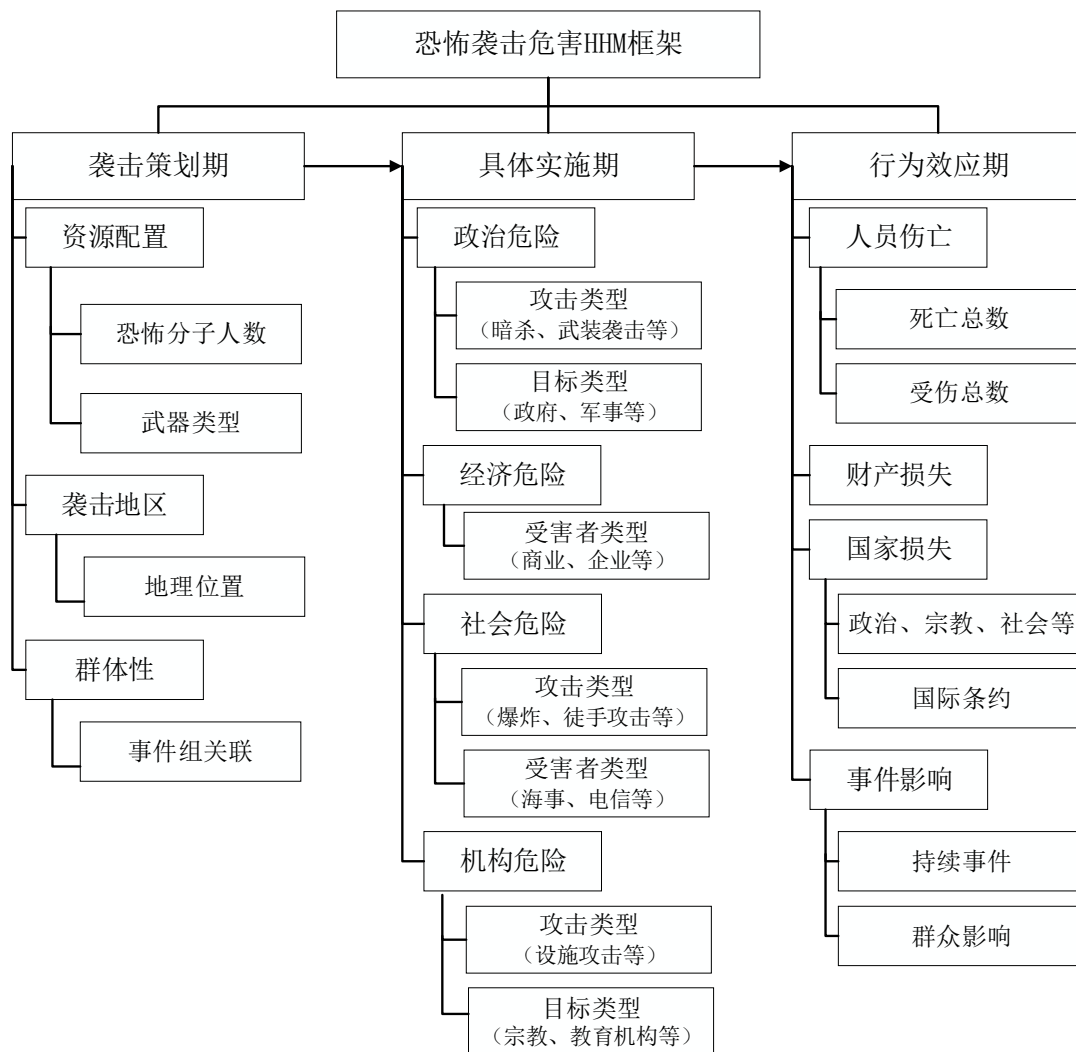 恐怖袭击危害HHM框架
袭击策划期
资源配置
恐怖分子人数
武器类型
袭击地区
地理位置
群体性
事件组关联
具体实施期
政治危险
攻击类型
（暗杀、武装袭击等）
目标类型
（政府、军事等）
经济危险
受害者类型
（商业、企业等）
社会危险
攻击类型
（爆炸、徒手攻击等）
受害者类型
（海事、电信等）
机构危险
攻击类型
（设施攻击等）
目标类型
（宗教、教育机构等）
行为效应期
人员伤亡
死亡总数
受伤总数
财产损失
国家损失
政治、宗教、社会等
国际条约
事件影响
持续事件
群众影响